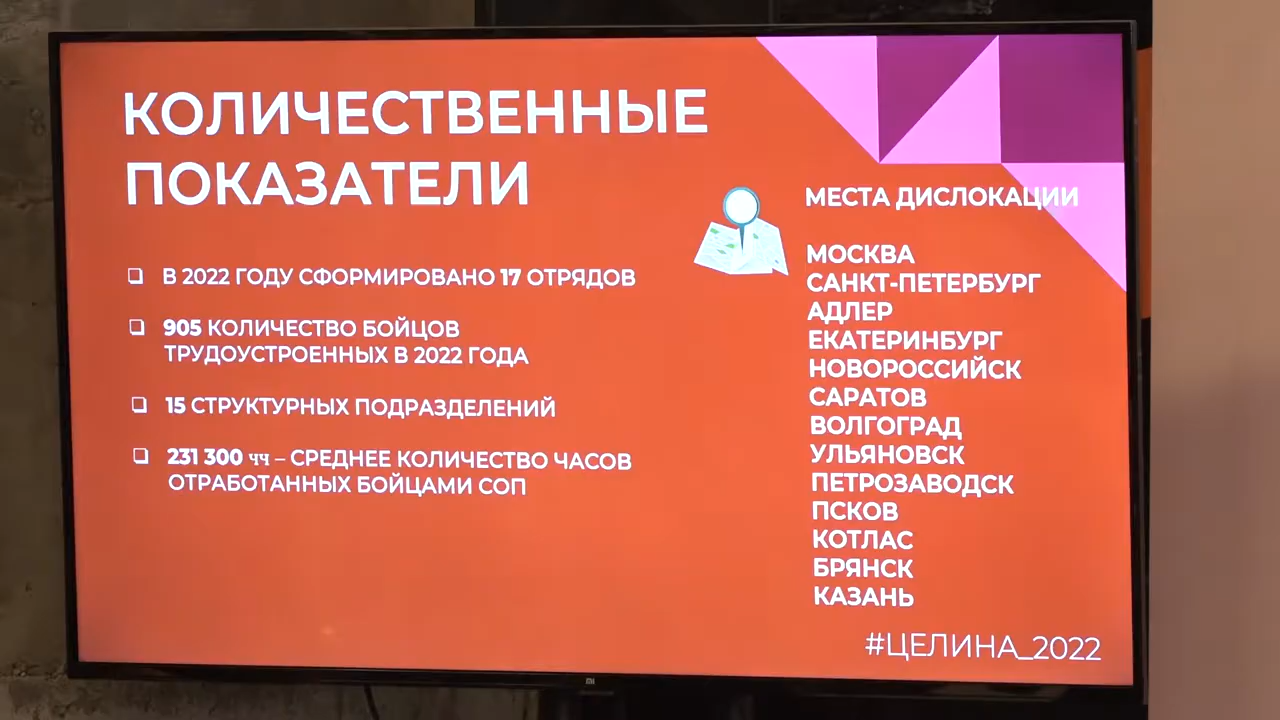 КОЛИЧЕСТВЕННЫЕ
ПОКАЗАТЕЛИ
❑ В 2022 ГОДУ СФОРМИРОВАНО 17 ОТРЯДОВ
❑ 905 КОЛИЧЕСТВО БОЙЦОВ
ТРУДОУСТРОЕННЫХ В 2022 ГОДА
❑ 15 СТРУКТУРНЫХ ПОДРАЗДЕЛЕНИЙ
❑ 231 300 чч – СРЕДНЕЕ КОЛИЧЕСТВО ЧАСОВ
ОТРАБОТАННЫХ БОЙЦАМИ СОП
МЕСТА ДИСЛОКАЦИИ
МОСКВА
САНКТ-ПЕТЕРБУРГ
АДЛЕР
ЕКАТЕРИНБУРГ
НОВОРОССИЙСК
САРАТОВ
ВОЛГОГРАД
УЛЬЯНОВСК
ПЕТРОЗАВОДСК
ПСКОВ
КОТЛАС
БРЯНСК
КАЗАНЬ
#ЦЕЛИНА_2022
MI